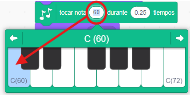 tocar nota 60 durante 0.25 tiempos
C (60)
C(60) C(72)